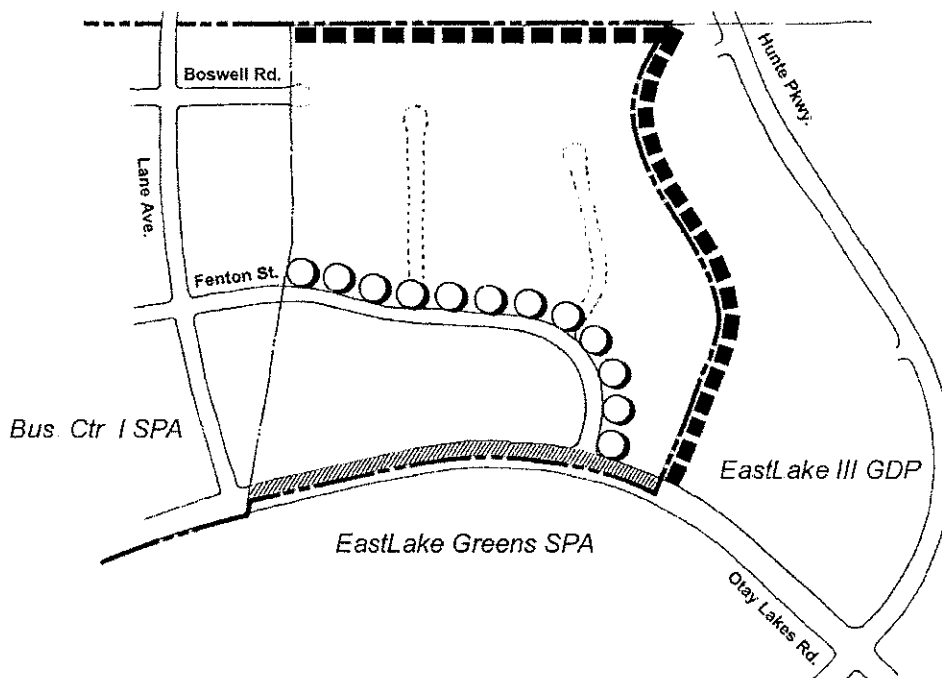 Boswell Rd.
Hunte Pkwy.
Lane Ave.
Fenton St.
Bus. Ctr I SPA
EastLake III GDP
EastLake Greens SPA
Otay Lakes Rd.